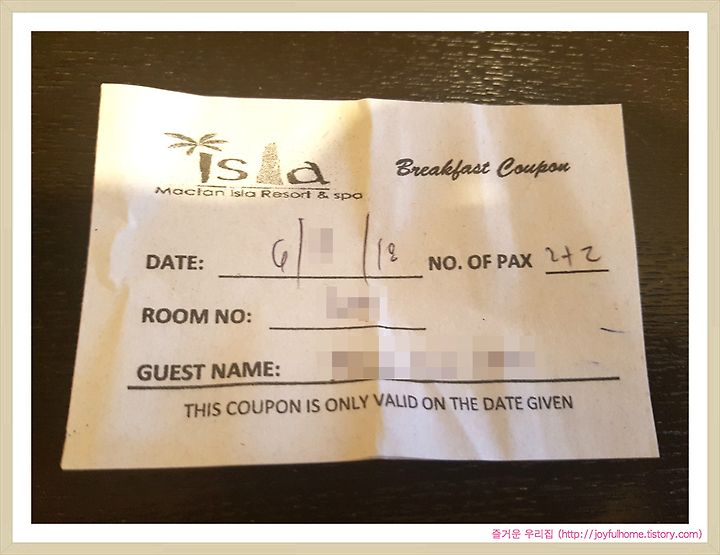 isla
Mactan Isla Resort & spa
Breakfast Coupon
DATE: 6/ /18 NO. OF PAX 2+2
ROOM NO:
GUEST NAME:
THIS COUPON IS ONLY VALID ON THE DATE GIVEN
즐거운 우리집 (http://joyfulhome.tistory.com)